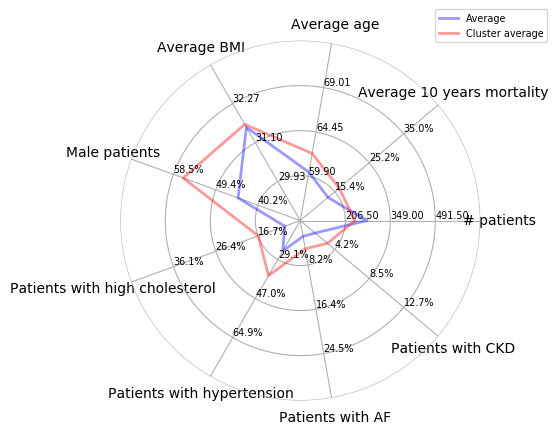 Average
Cluster average
Average age
Average BMI
69.01
Average 10 years mortality
32.27
64.45
35.0%
31.10
Male patients
25.2%
58.5%
29.93
59.90
49.4%
15.4%
40.2%
206.50
349.00
491.50
# patients
16.7%
4.2%
26.4%
29.1%
8.2%
36.1%
8.5%
Patients with high cholesterol
47.0%
16.4%
12.7%
64.9%
24.5%
Patients with CKD
Patients with hypertension
Patients with AF